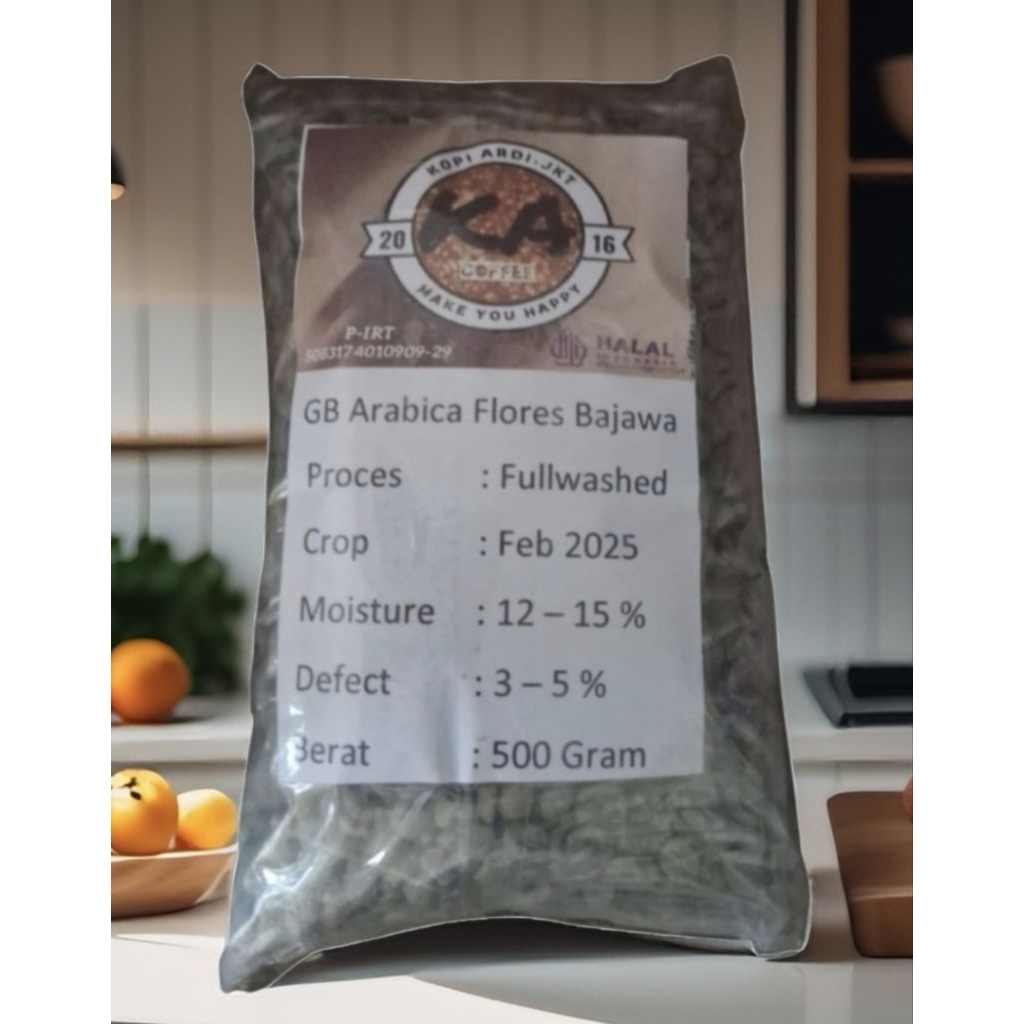 KOPI ARDI-JKT
20 KA 16
COFFEE
MAKE YOU HAPPY
P-IRT
5083174010909-29
HALAL
GB Arabica Flores Bajawa
Proces : Fullwashed
Crop : Feb 2025
Moisture : 12 – 15 %
Defect : 3 – 5 %
Berat : 500 Gram